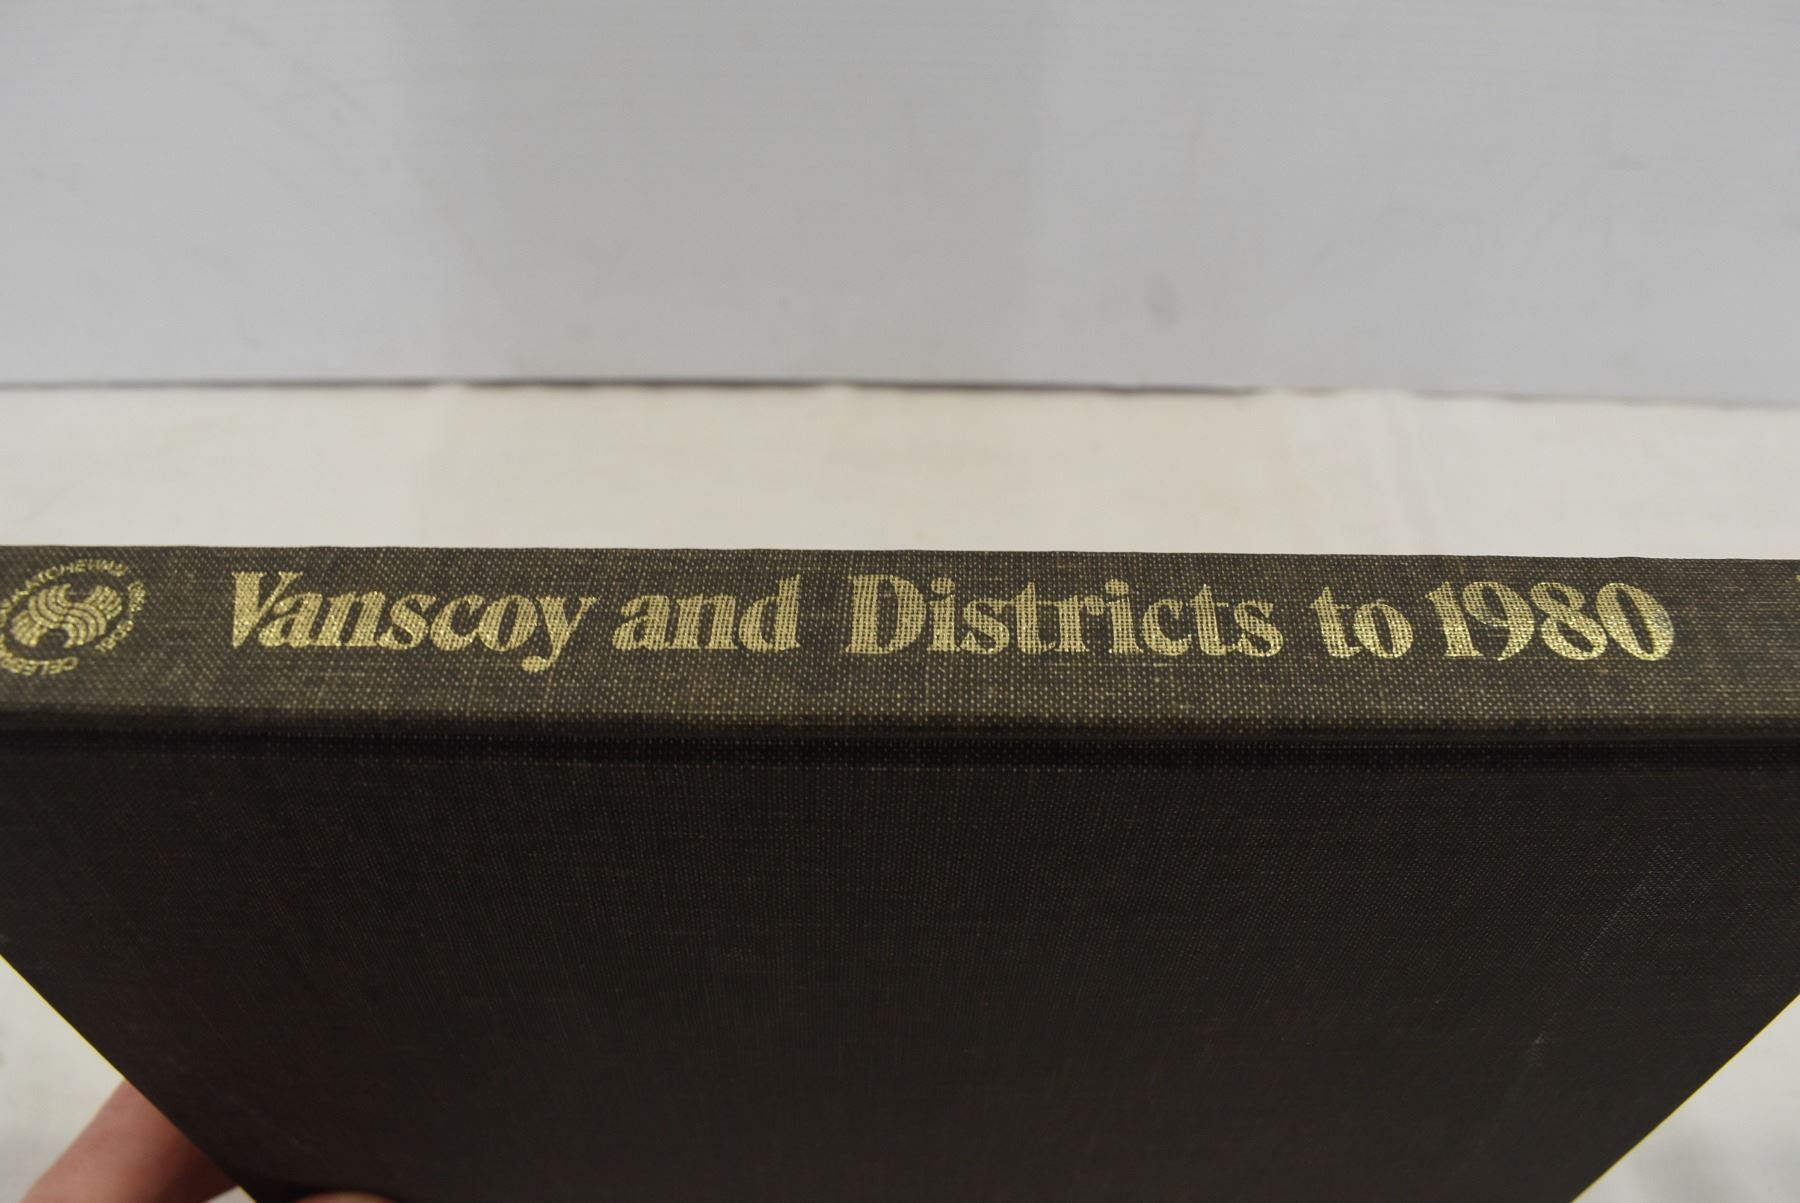 Vanscoy and Districts to 1980